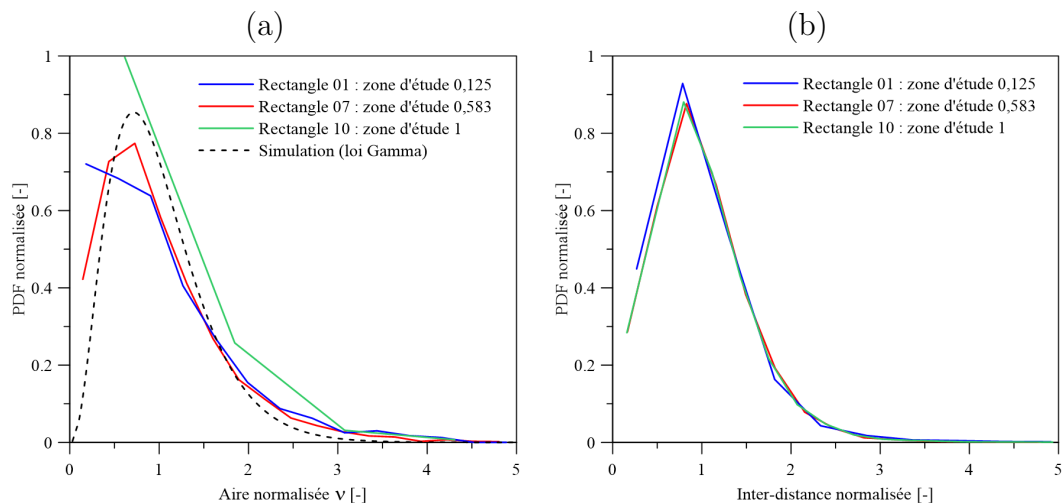 (a)
1
0.8
0.6
0.4
0.2
0
PDF normalisée [-]
Rectangle 01 : zone d'étude 0,125
Rectangle 07 : zone d'étude 0,583
Rectangle 10 : zone d'étude 1
Simulation (loi Gamma)
0 1 2 3 4 5
Aire normalisée ν [-]
(b)
1
0.8
0.6
0.4
0.2
0
PDF normalisée [-]
Rectangle 01 : zone d'étude 0,125
Rectangle 07 : zone d'étude 0,583
Rectangle 10 : zone d'étude 1
0 1 2 3 4 5
Inter-distance normalisée [-]